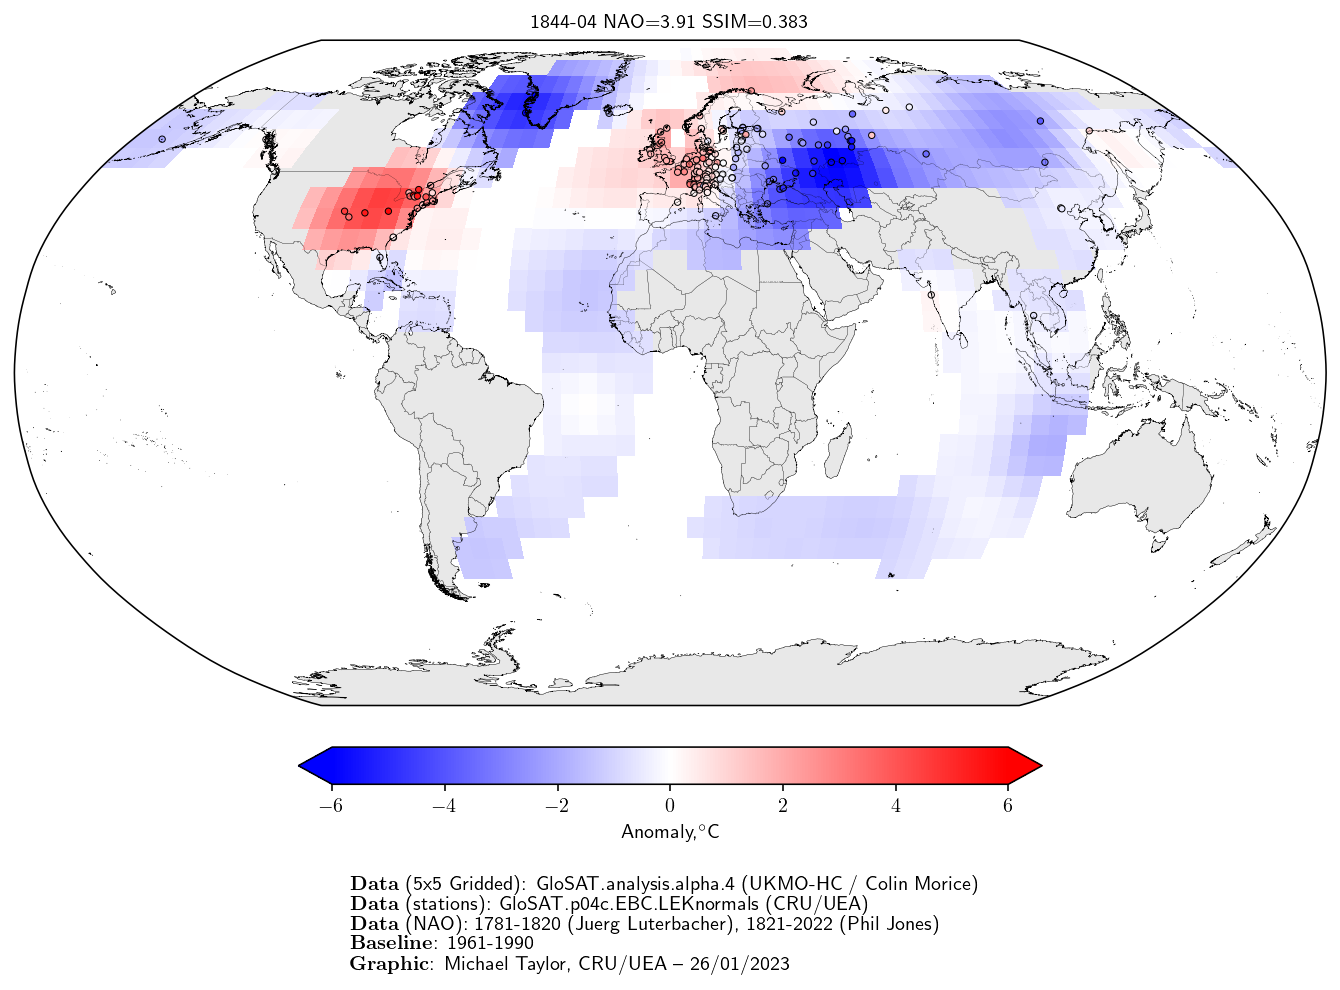 1844-04 NAO=3.91 SSIM=0.383
−6 −4 −2 0 2 4 6
Anomaly,°C
Data (5x5 Gridded): GloSAT.analysis.alpha.4 (UKMO-HC / Colin Morice)
Data (stations): GloSAT.p04c.EBC.LEKnormals (CRU/UEA)
Data (NAO): 1781-1820 (Juerg Luterbacher), 1821-2022 (Phil Jones)
Baseline: 1961-1990
Graphic: Michael Taylor, CRU/UEA – 26/01/2023